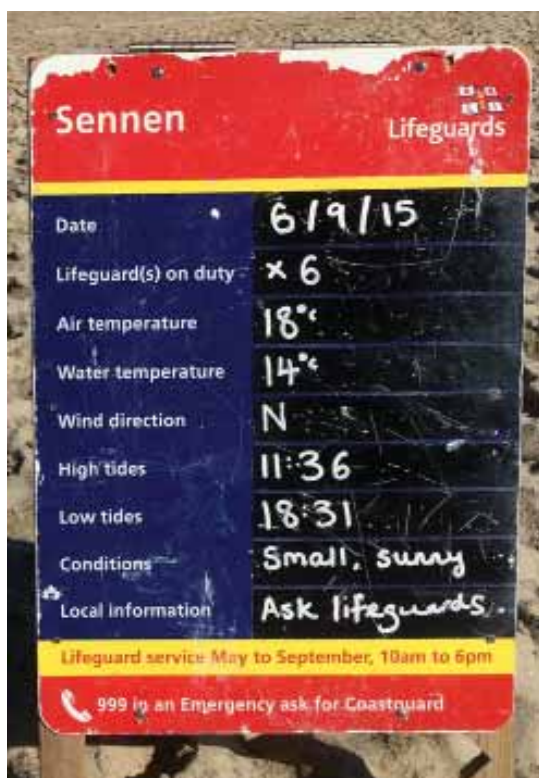 Sennen
Lifeguards
Date 6/9/15
Lifeguard(s) on duty x 6
Air temperature 18°c
Water temperature 14°c
Wind direction N
High tides 11:36
Low tides 18:31
Conditions Small, sunny
Local information Ask lifeguards.
Lifeguard service May to September, 10am to 6pm
999 in an Emergency ask for Coastguard